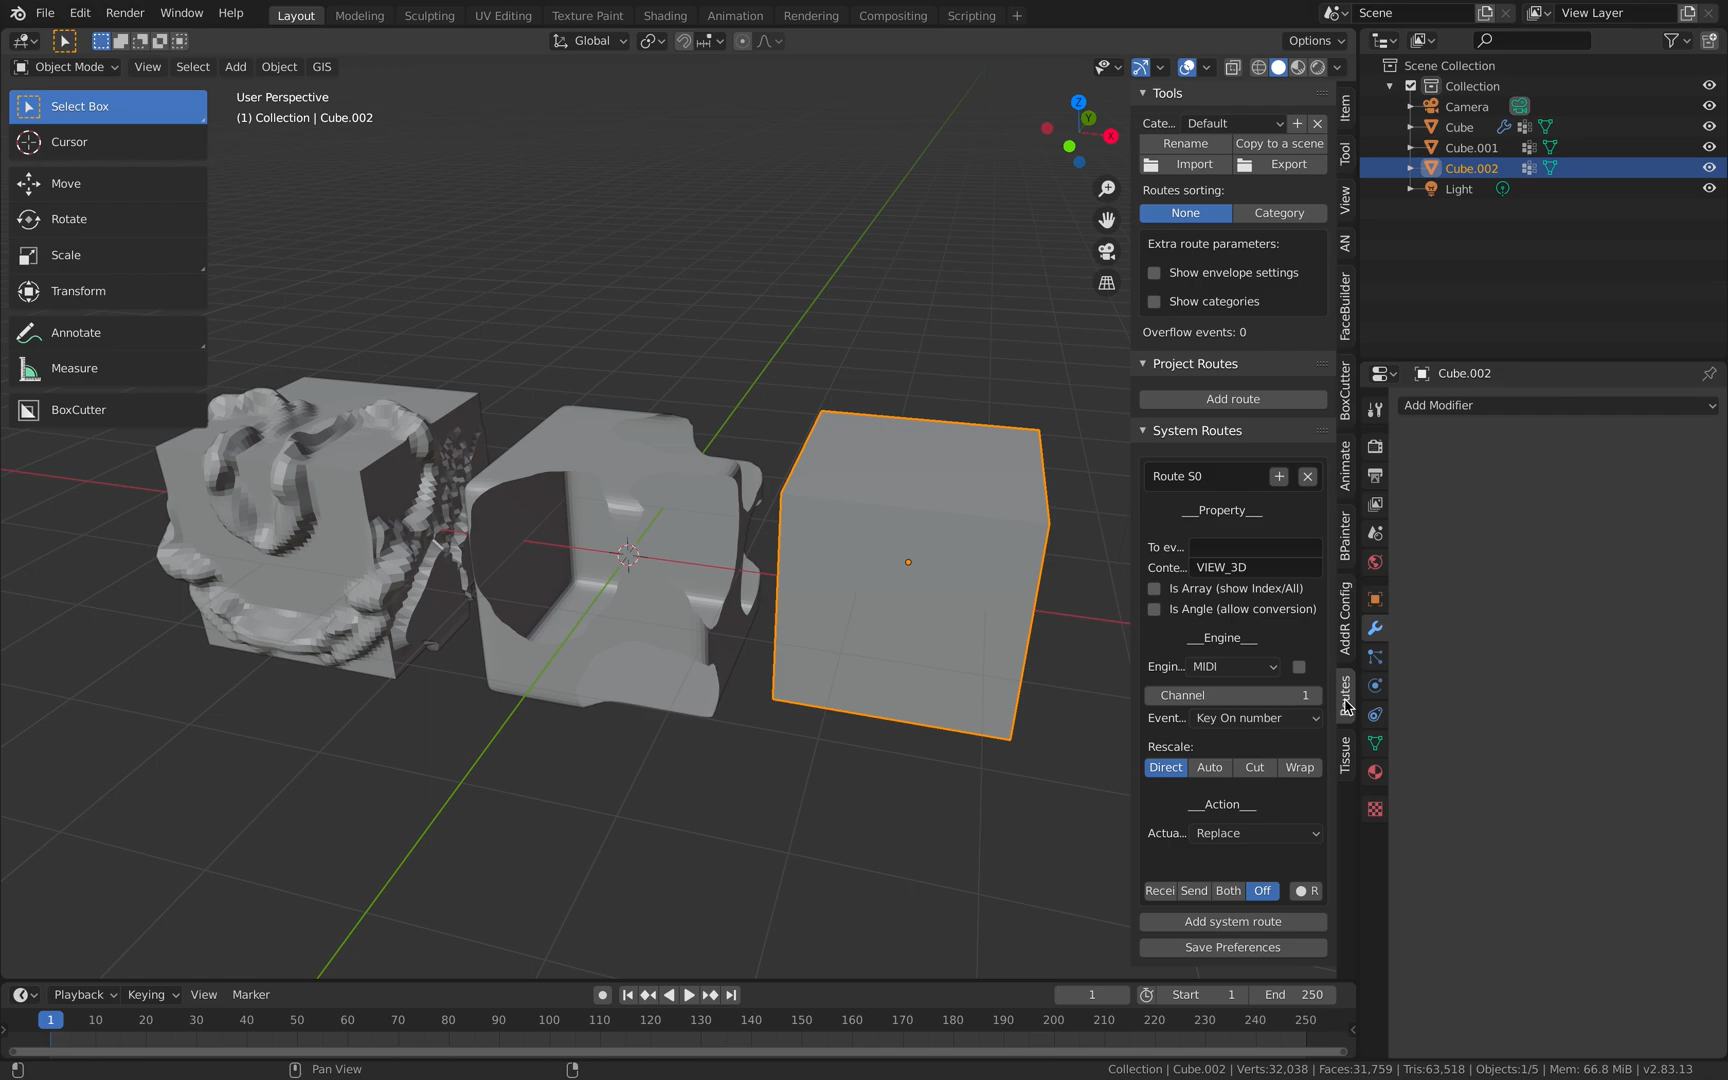 File Edit Render Window Help Layout Modeling Sculpting UV Editing Texture Paint Shading Animation Rendering Compositing Scripting + Scene View Layer
Global Options
Object Mode View Select Add Object GIS
Select Box
Cursor
Move
Rotate
Scale
Transform
Annotate
Measure
BoxCutter
User Perspective
(1) Collection | Cube.002
Z
Y
X
Tools
Cate... Default
Rename Copy to a scene
Import Export
Routes sorting:
None Category
Extra route parameters:
Show envelope settings
Show categories
Overflow events: 0
Project Routes
Add route
System Routes
Route S0
___Property___
To ev...
Conte... VIEW_3D
Is Array (show Index/All)
Is Angle (allow conversion)
___Engine___
Engin... MIDI
Channel 1
Event... Key On number
Rescale:
Direct Auto Cut Wrap
___Action___
Actua... Replace
Recei Send Both Off R
Add system route
Save Preferences
Item
Tool
View
AN
FaceBuilder
BoxCutter
Animate
BPainter
AddR Config
Routes
Tissue
Scene Collection
Collection
Camera
Cube
Cube.001
Cube.002
Light
Cube.002
Add Modifier
Playback Keying View Marker 1 Start 1 End 250
1 10 20 30 40 50 60 70 80 90 100 110 120 130 140 150 160 170 180 190 200 210 220 230 240 250
Pan View
Collection | Cube.002 | Verts:32,038 | Faces:31,759 | Tris:63,518 | Objects:1/5 | Mem: 66.8 MiB | v2.83.13